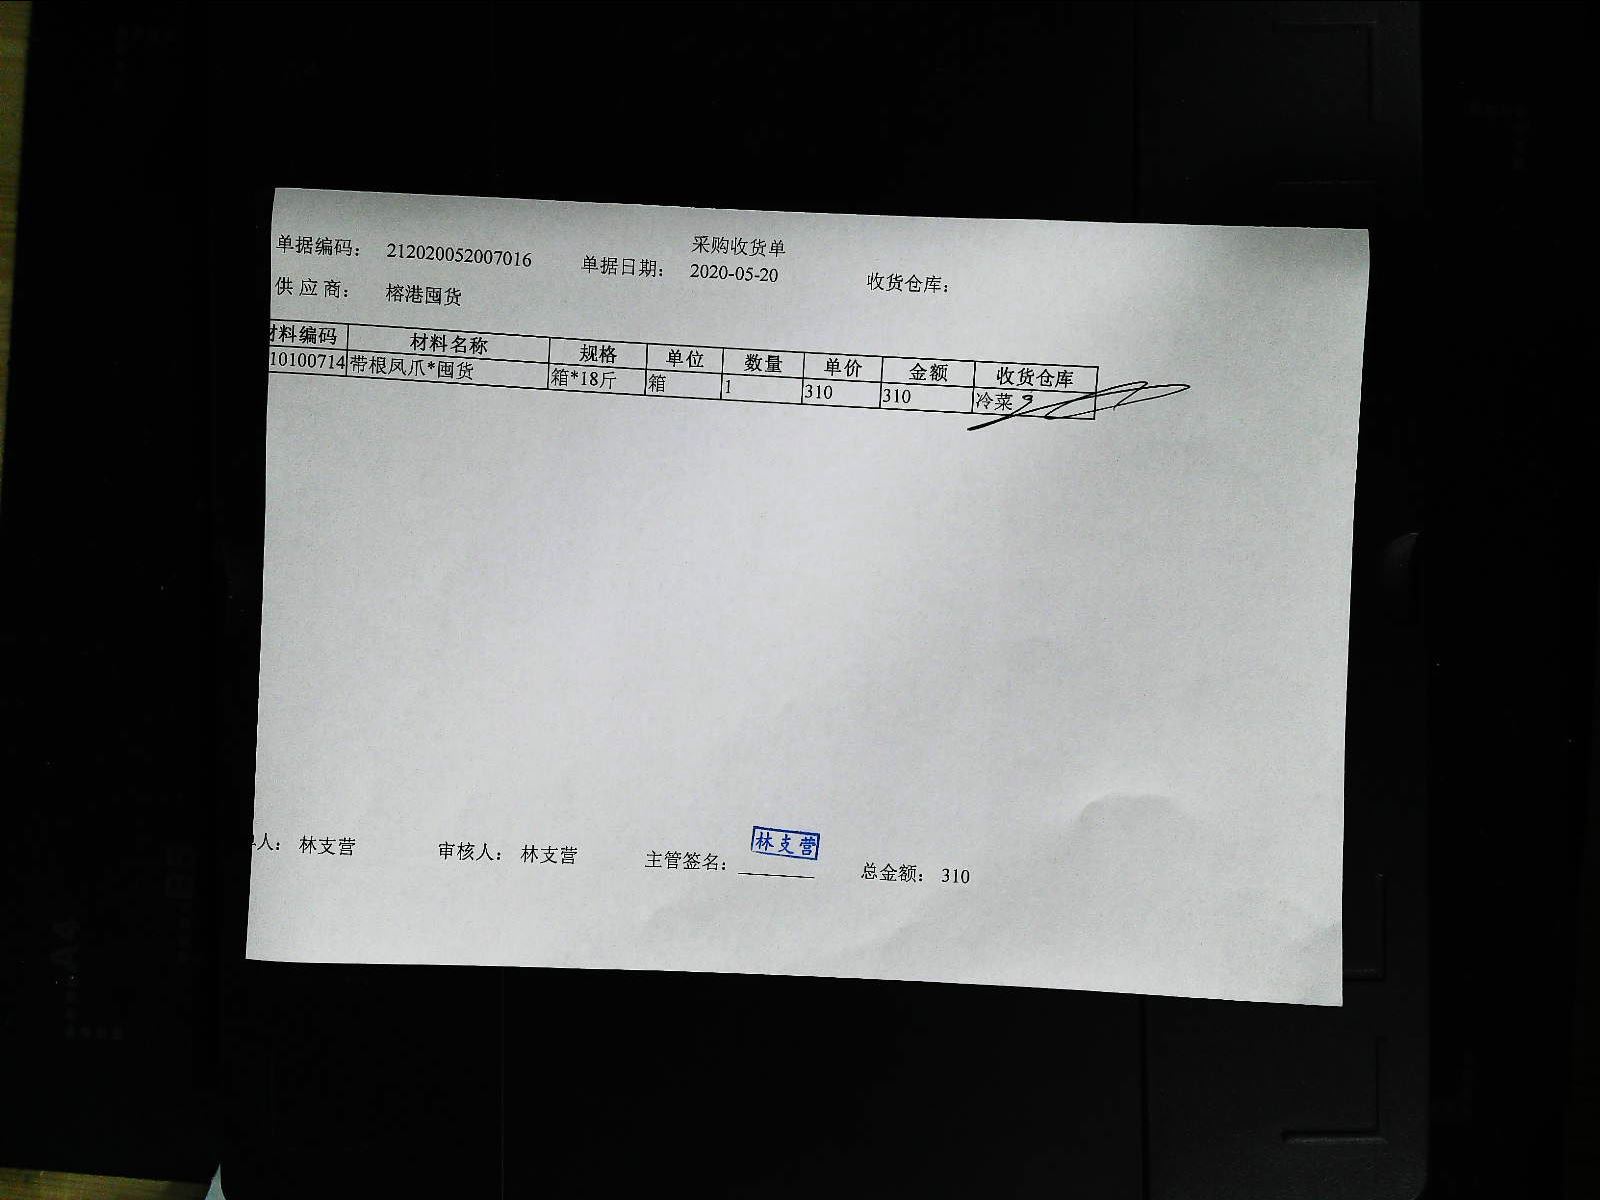 采购收货单
单据编码： 212020052007016 单据日期： 2020-05-20 收货仓库：
供应商： 榕港囤货
材料编码 材料名称 规格 单位 数量 单价 金额 收货仓库
10100714 带根凤爪*囤货 箱*18斤 箱 1 310 310 冷菜
人： 林支营 审核人： 林支营 主管签名： 林支营 总金额： 310